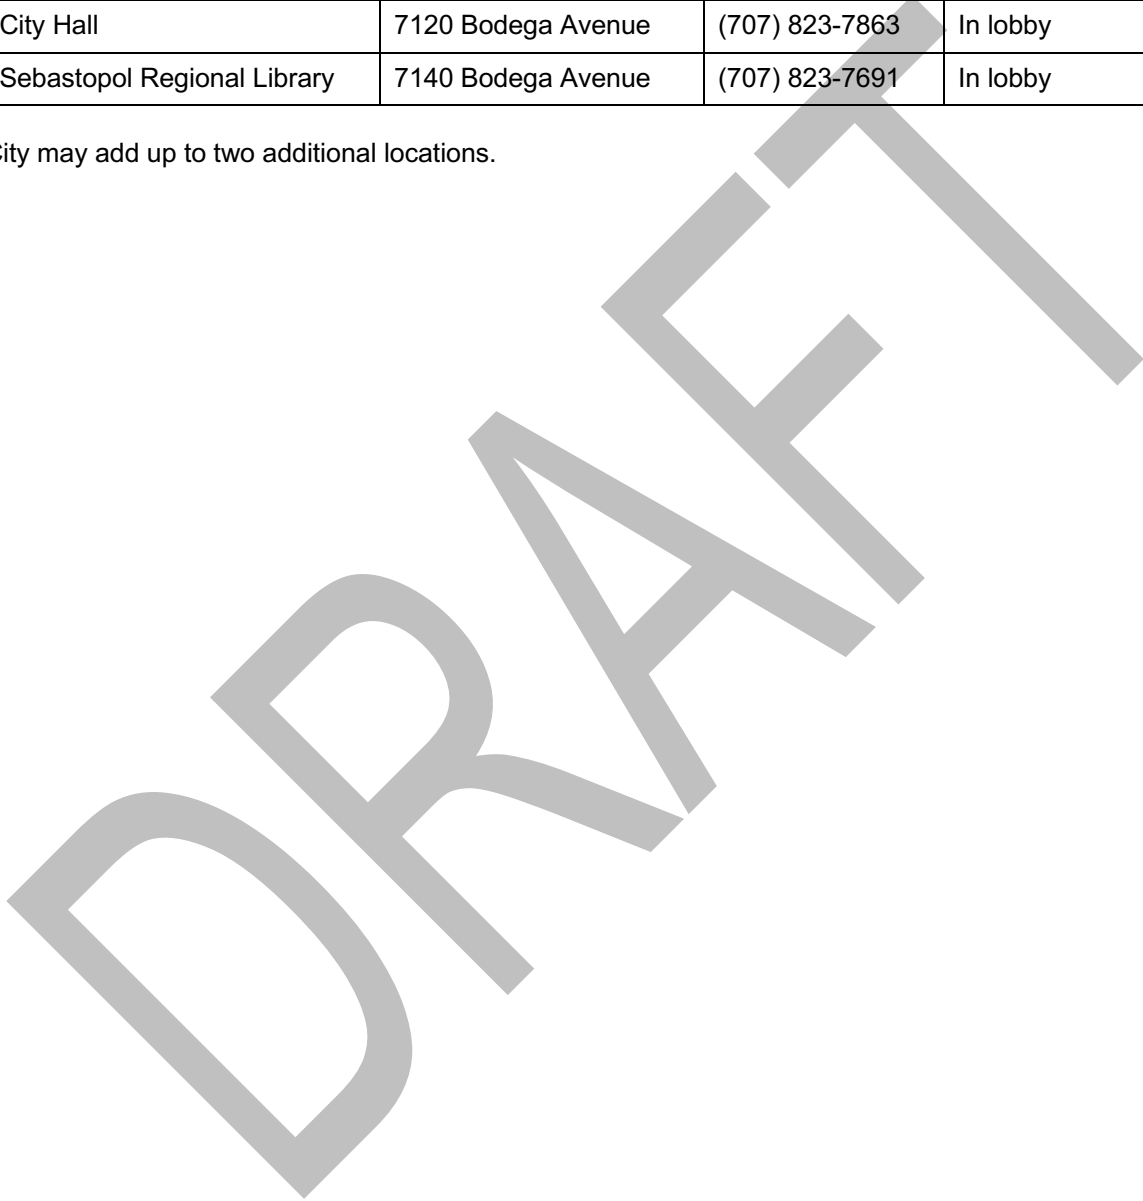 City Hall 7120 Bodega Avenue (707) 823-7863 In lobby
Sebastopol Regional Library 7140 Bodega Avenue (707) 823-7691 In lobby
City may add up to two additional locations.
DRAFT